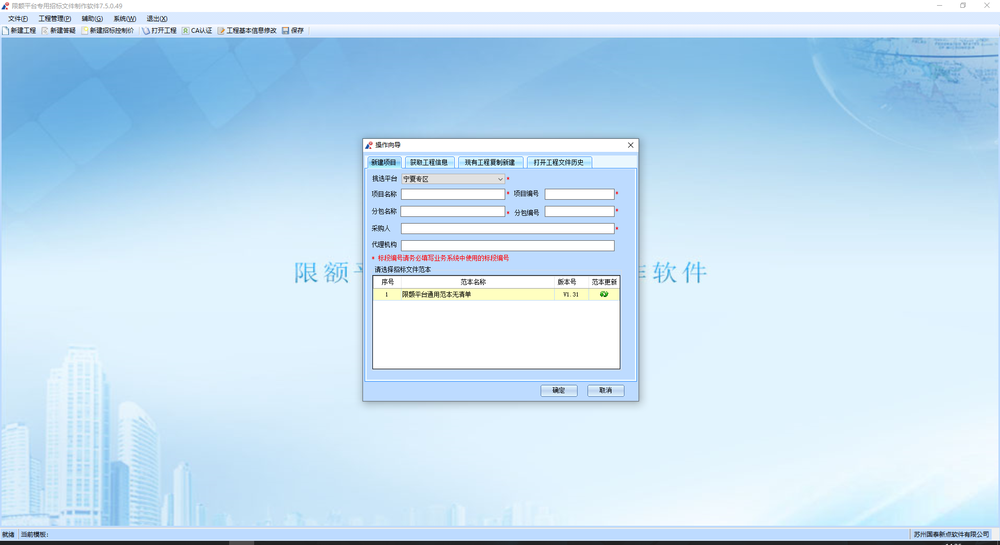 限额平台专用招标文件制作软件7.5.0.49
文件(F) 工程管理(P) 辅助(G) 系统(W) 退出(X)
新建工程 新建答疑 新建招标控制价 打开工程 CA认证 工程基本信息修改 保存
操作向导
新建项目 获取工程信息 现有工程复制新建 打开工程文件历史
挑选平台 宁夏专区 *
项目名称 * 项目编号 *
分包名称 * 分包编号 *
采购人 *
代理机构
* 标段编号请务必填写业务系统中使用的标段编号
限额 软件
请选择招标文件范本
序号 范本名称 版本号 范本更新
1 限额平台通用范本无清单 V1.31
确定 取消
就绪 当前模板: 苏州国泰新点软件有限公司